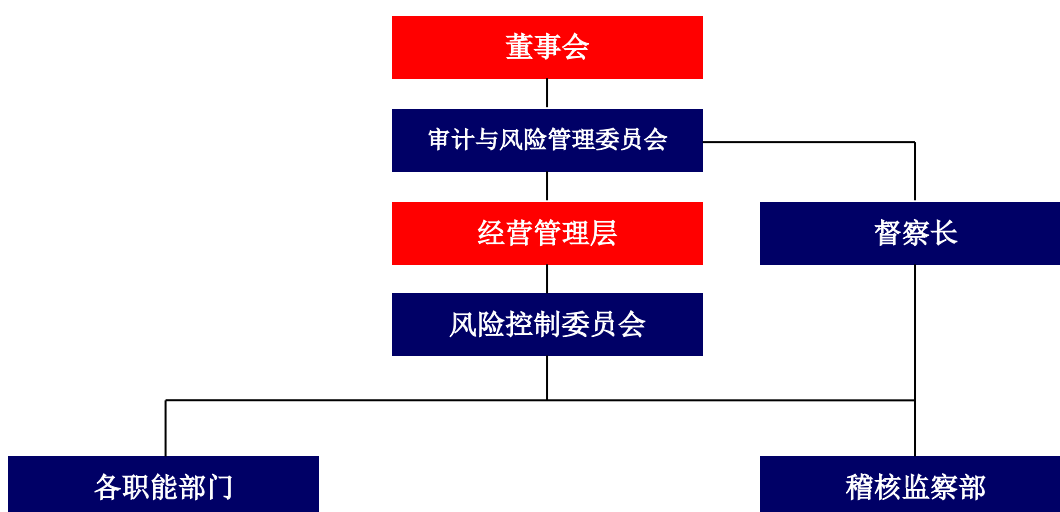 董事会
审计与风险管理委员会
经营管理层
督察长
风险控制委员会
各职能部门
稽核监察部